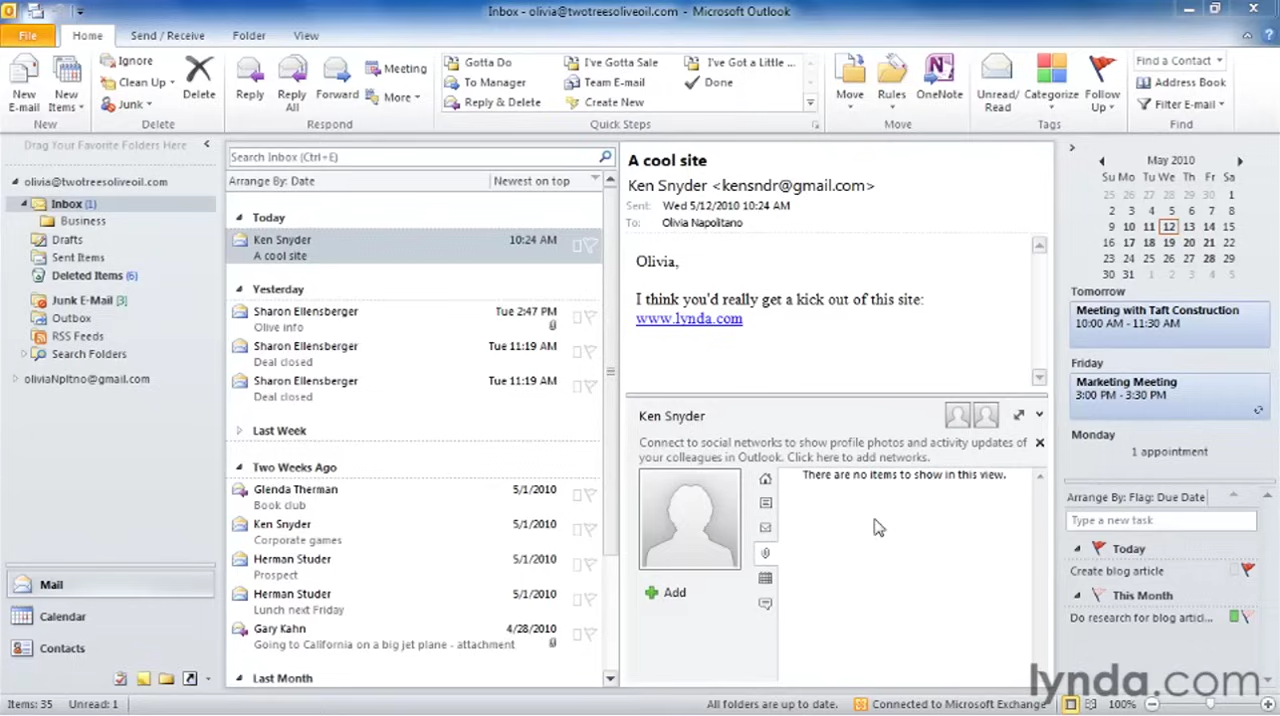 Inbox - olivia@twotreesoliveoil.com - Microsoft Outlook
File Home Send / Receive Folder View
New E-mail
New Items
Ignore
Clean Up
Junk
Delete
Reply
Reply All
Forward
Meeting
More
Gotta Do
To Manager
Reply & Delete
I've Gotta Sale
Team E-mail
Create New
I've Got a Little ...
Done
Move
Rules
OneNote
Unread/ Read
Categorize
Follow Up
Find a Contact
Address Book
Filter E-mail
New Delete Respond Quick Steps Move Tags Find
Drag Your Favorite Folders Here
olivia@twotreesoliveoil.com
Inbox (1)
Business
Drafts
Sent Items
Deleted Items (6)
Junk E-Mail [3]
Outbox
RSS Feeds
Search Folders
oliviaNpltno@gmail.com
Mail
Calendar
Contacts
Search Inbox (Ctrl+E)
Arrange By: Date Newest on top
Today
Ken Snyder 10:24 AM
A cool site
Yesterday
Sharon Ellensberger Tue 2:47 PM
Olive info
Sharon Ellensberger Tue 11:19 AM
Deal closed
Sharon Ellensberger Tue 11:19 AM
Deal closed
Last Week
Two Weeks Ago
Glenda Therman 5/1/2010
Book club
Ken Snyder 5/1/2010
Corporate games
Herman Studer 5/1/2010
Prospect
Herman Studer 5/1/2010
Lunch next Friday
Gary Kahn 4/28/2010
Going to California on a big jet plane - attachment
Last Month
A cool site
Ken Snyder <kensndr@gmail.com>
Sent: Wed 5/12/2010 10:24 AM
To: Olivia Napolitano
Olivia,
I think you'd really get a kick out of this site:
www.lynda.com
Ken Snyder
Connect to social networks to show profile photos and activity updates of
your colleagues in Outlook. Click here to add networks.
There are no items to show in this view.
Add
May 2010
Su Mo Tu We Th Fr Sa
25 26 27 28 29 30 1
2 3 4 5 6 7 8
9 10 11 12 13 14 15
16 17 18 19 20 21 22
23 24 25 26 27 28 29
30 31 1 2 3 4 5
Tomorrow
Meeting with Taft Construction
10:00 AM - 11:30 AM
Friday
Marketing Meeting
3:00 PM - 3:30 PM
Monday
1 appointment
Arrange By: Flag: Due Date
Type a new task
Today
Create blog article
This Month
Do research for blog articl...
lynda.com
Items: 35 Unread: 1 All folders are up to date. Connected to Microsoft Exchange 100%